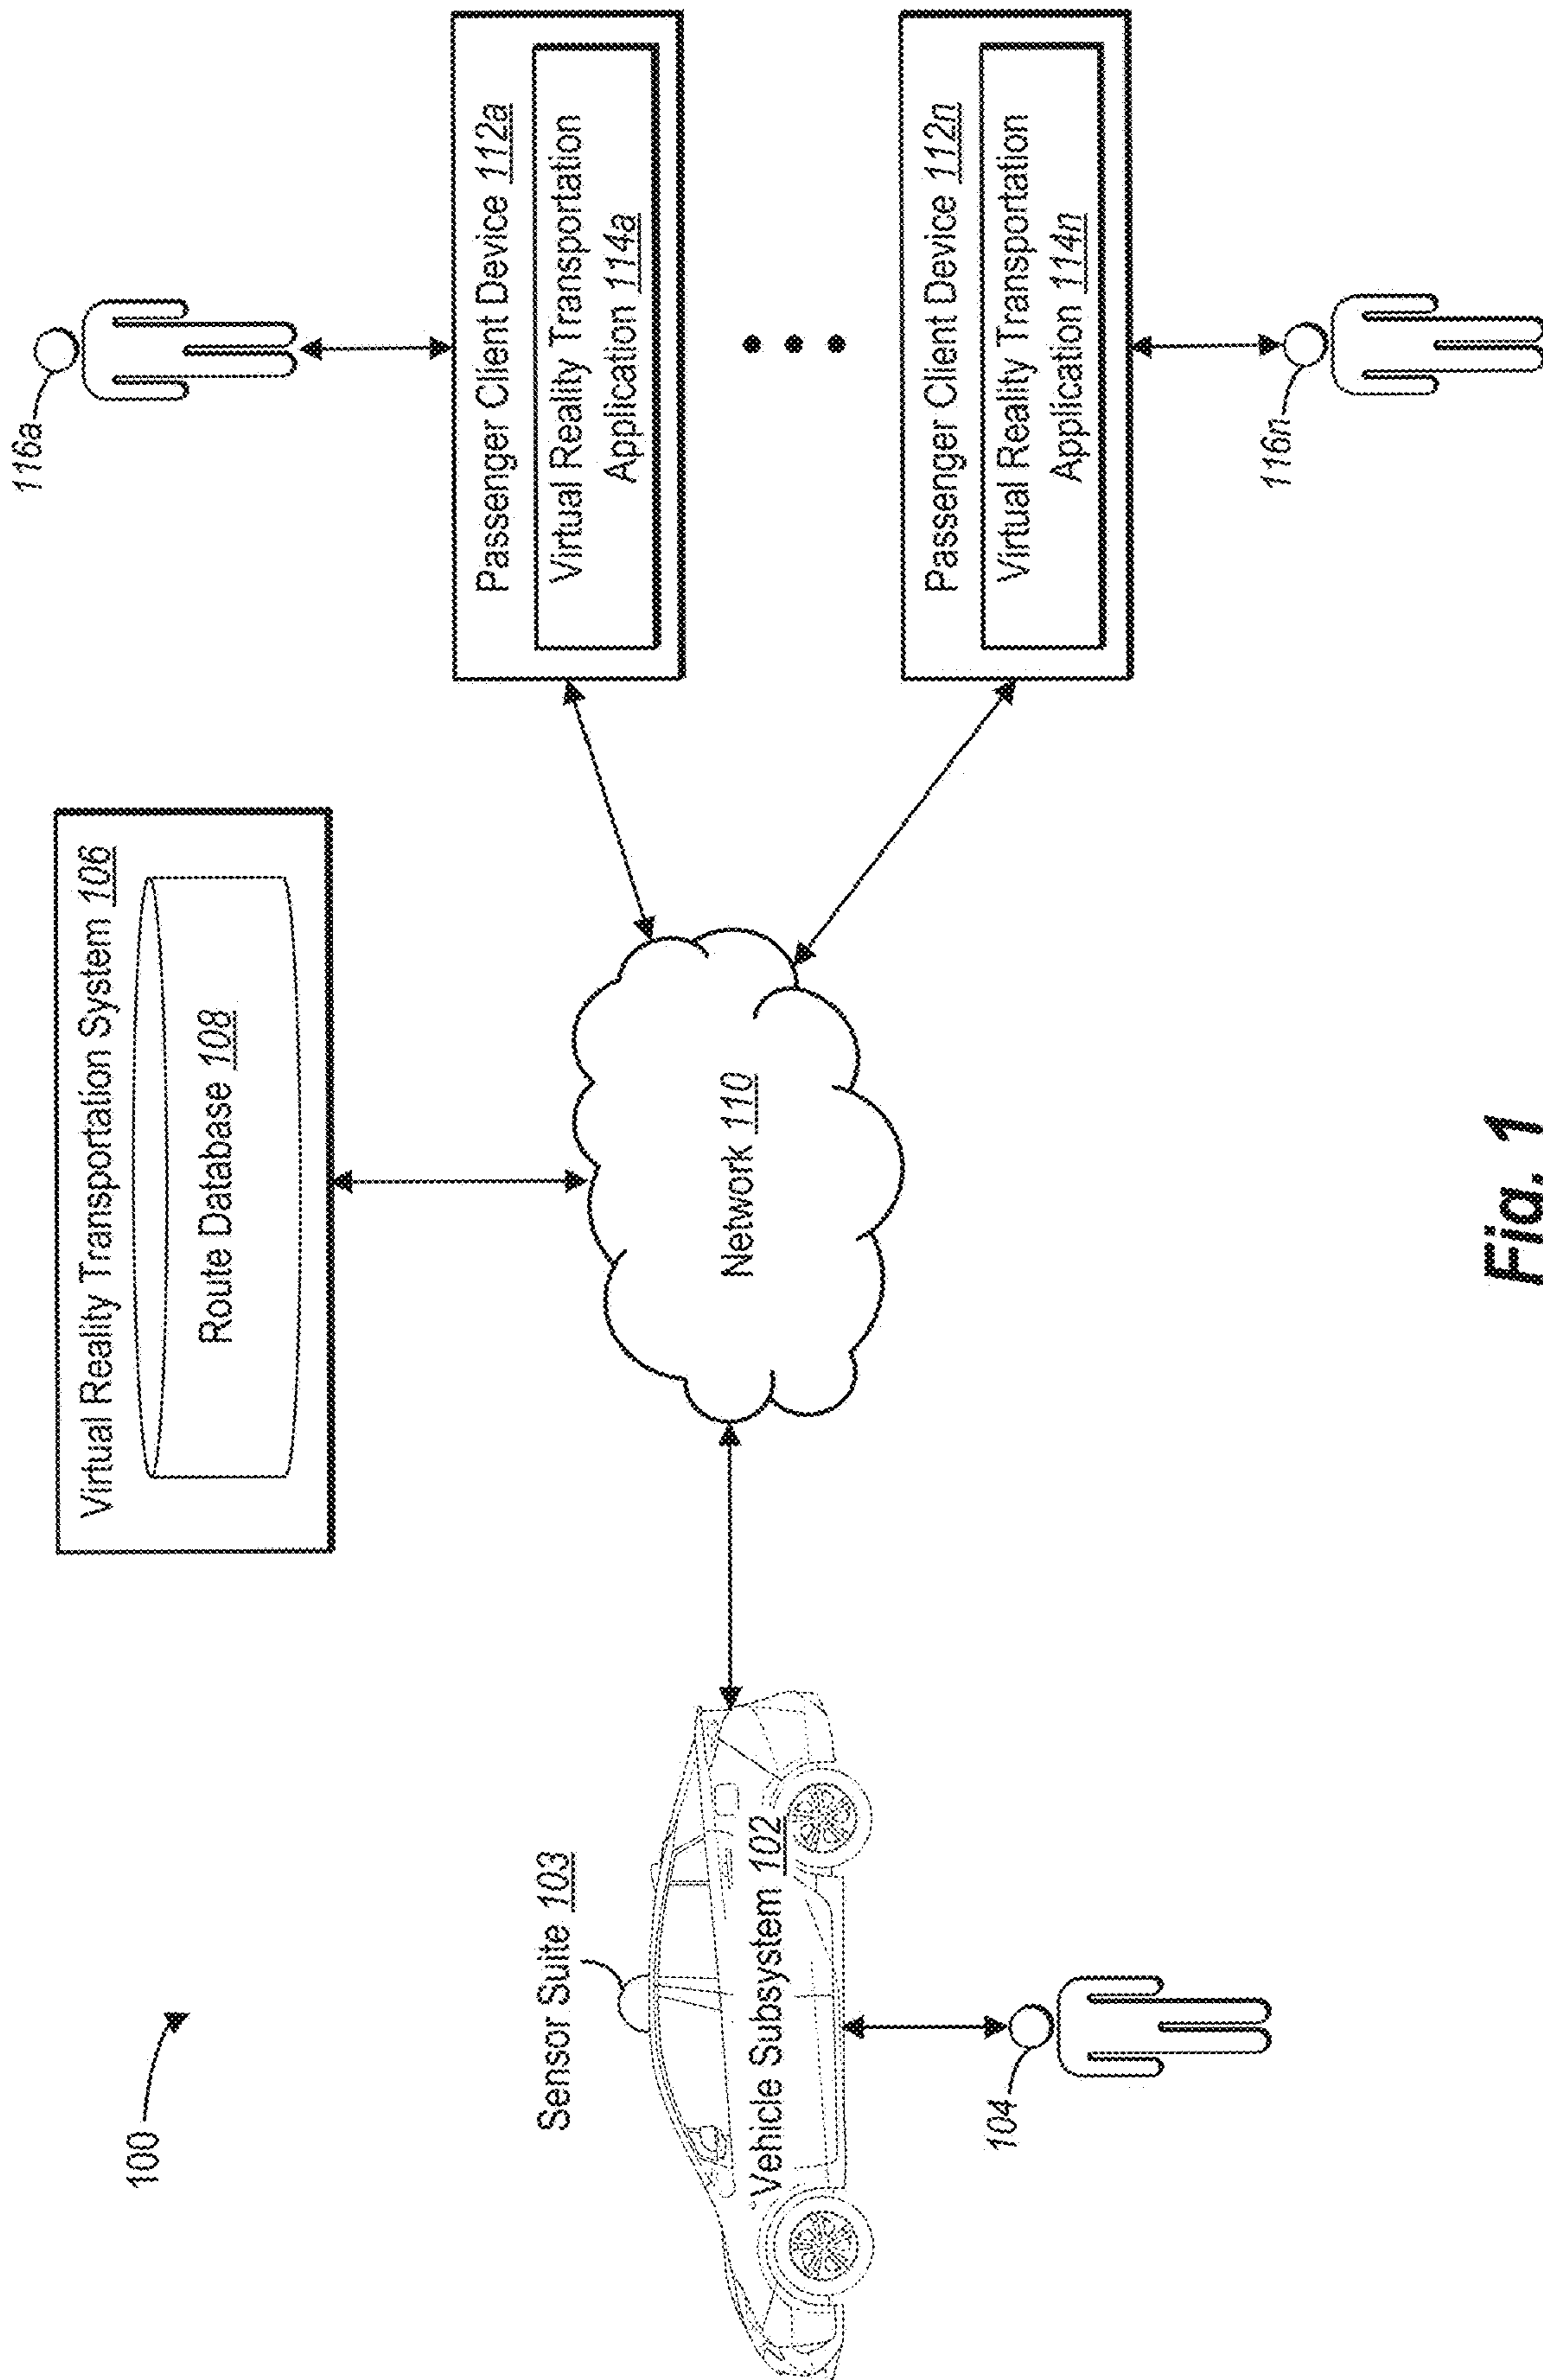 100
Virtual Reality Transportation System 106
Route Database 108
116a
Passenger Client Device 112a
Virtual Reality Transportation
Application 114a
Sensor Suite 103
Vehicle Subsystem 102
104
Network 110
Passenger Client Device 112n
Virtual Reality Transportation
Application 114n
116n
Fig. 1